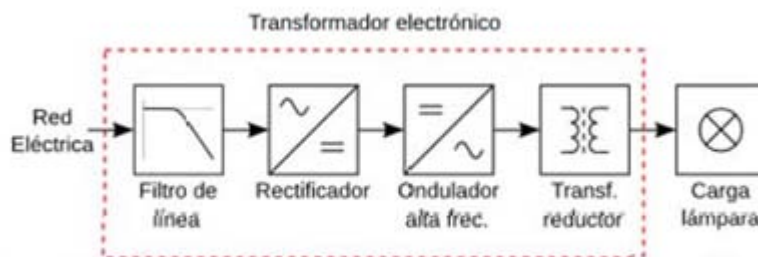 Transformador electrónico
Red
Eléctrica
Filtro de
línea
Rectificador
Ondulador
alta frec.
Transf.
reductor
Carga
lámpara